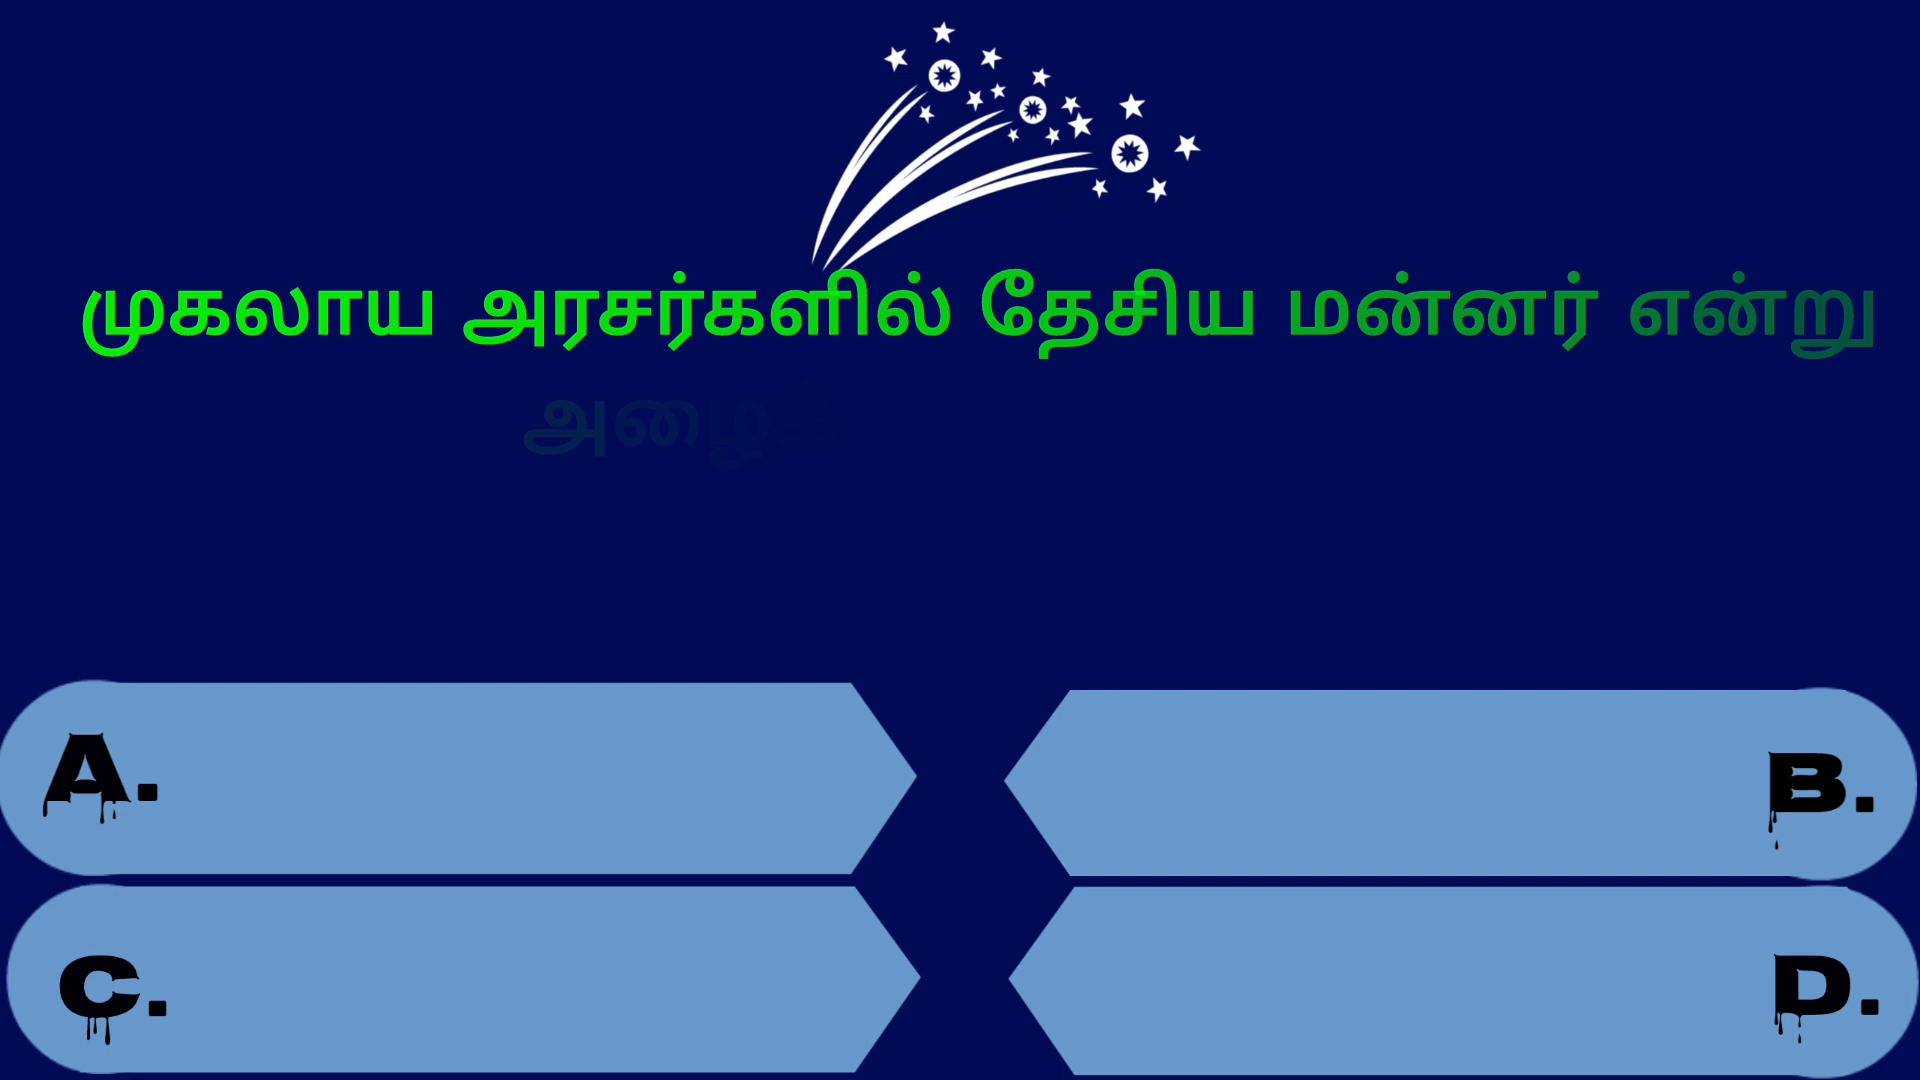 முகலாய அரசர்களில் தேசிய மன்னர் என்று
A.
B.
C.
D.